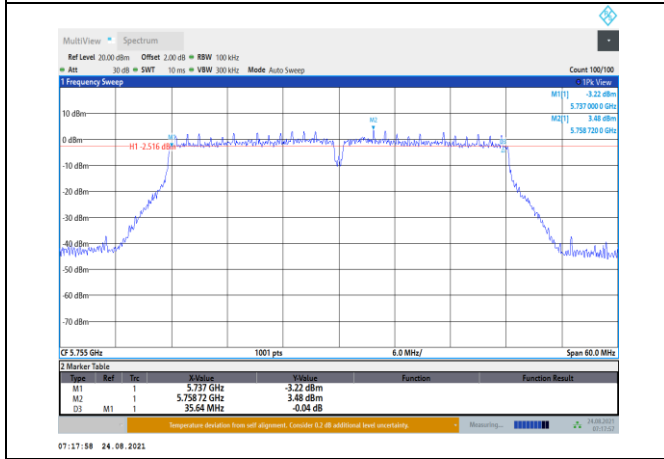 MultiView Spectrum
Ref Level 20.00 dBm Offset 2.00 dB RBW 100 kHz
Att 30 dB SWT 10 ms VBW 300 kHz Mode Auto Sweep Count 100/100
1 Frequency Sweep 1Pk View
M1[1] -3.22 dBm
5.737 000 0 GHz
M2[1] 3.48 dBm
5.758 720 0 GHz
10 dBm
M2
0 dBm
H1 -2.516 dBm
-10 dBm
-20 dBm
-30 dBm
-40 dBm
-50 dBm
-60 dBm
-70 dBm
CF 5.755 GHz 1001 pts 6.0 MHz/ Span 60.0 MHz
2 Marker Table
Type Ref Trc X-Value Y-Value Function Function Result
M1 1 5.737 GHz -3.22 dBm
M2 1 5.75872 GHz 3.48 dBm
D3 M1 1 35.64 MHz -0.04 dB
Temperature deviation from self alignment. Consider 0.2 dB additional level uncertainty. Measuring... 24.08.2021
07:17:57
07:17:58 24.08.2021